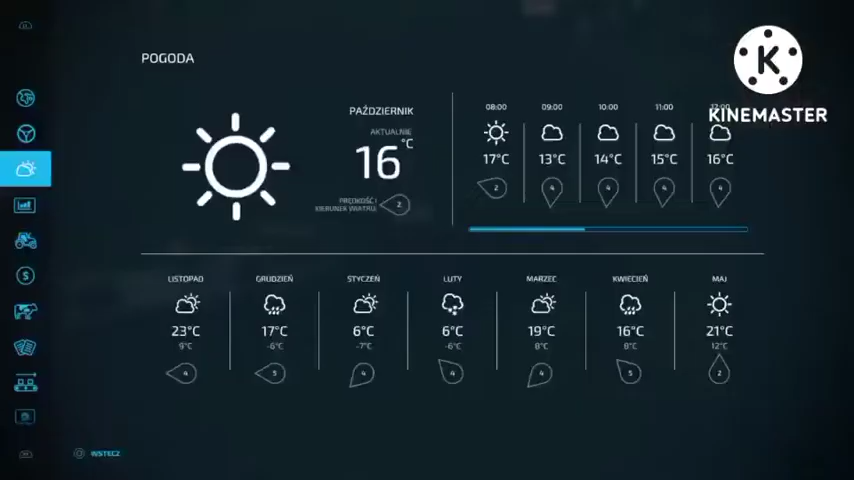 POGODA
PAŹDZIERNIK
AKTUALNIE
16°C
PRĘDKOŚĆ I
KIERUNEK WIATRU
2
08:00 09:00 10:00 11:00 12:00
17°C 13°C 14°C 15°C 16°C
2 4 4 4 4
K
KINEMASTER
LISTOPAD GRUDZIEŃ STYCZEŃ LUTY MARZEC KWIECIEŃ MAJ
23°C 17°C 6°C 6°C 19°C 16°C 21°C
9°C -6°C -7°C -6°C 8°C 8°C 12°C
4 5 4 4 4 5 2
$
WSTECZ